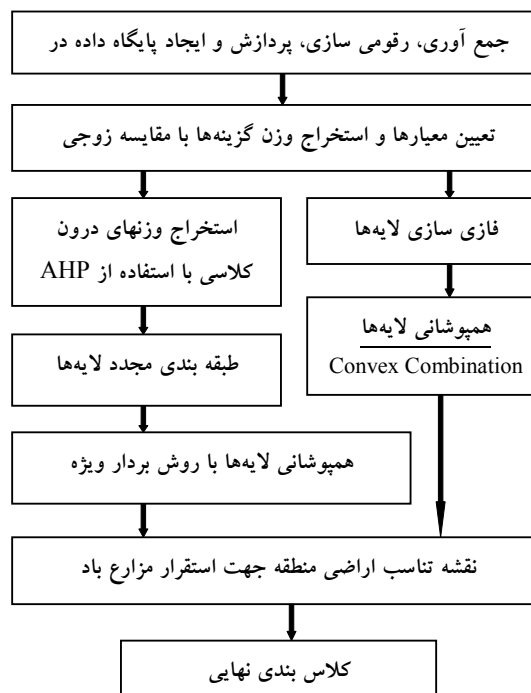 جمع آوری، رقومی سازی، پردازش و ایجاد پایگاه داده در
تعیین معیارها و استخراج وزن گزینه‌ها با مقایسه زوجی
استخراج وزنهای درون
کلاسی با استفاده از AHP
فازی سازی لایه‌ها
طبقه بندی مجدد لایه‌ها
همپوشانی لایه‌ها
Convex Combination
همپوشانی لایه‌ها با روش بردار ویژه
نقشه تناسب اراضی منطقه جهت استقرار مزارع باد
کلاس بندی نهایی